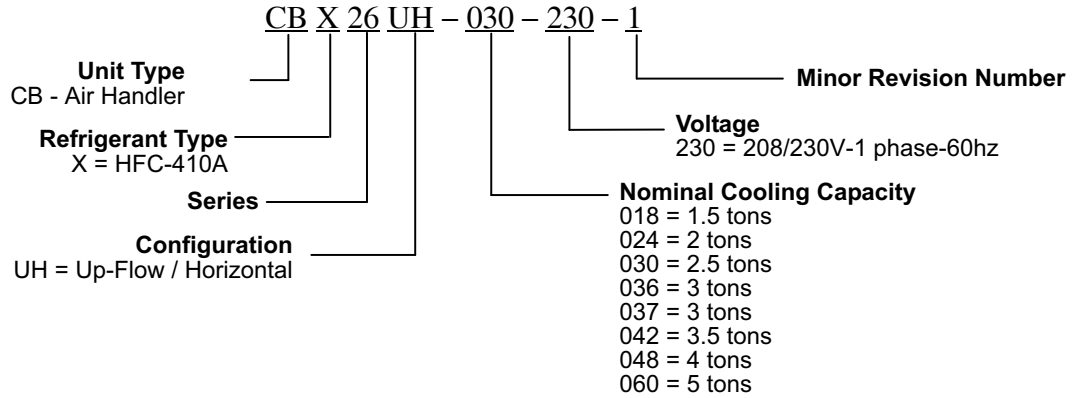 CB X 26 UH – 030 – 230 – 1
Unit Type
CB - Air Handler
Refrigerant Type
X = HFC-410A
Series
Configuration
UH = Up-Flow / Horizontal
Minor Revision Number
Voltage
230 = 208/230V-1 phase-60hz
Nominal Cooling Capacity
018 = 1.5 tons
024 = 2 tons
030 = 2.5 tons
036 = 3 tons
037 = 3 tons
042 = 3.5 tons
048 = 4 tons
060 = 5 tons